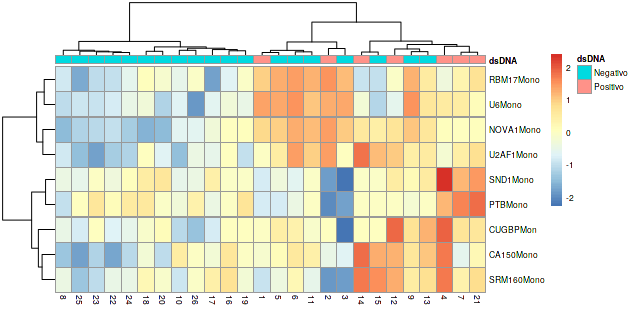 dsDNA
dsDNA
RBM17Mono
U6Mono
NOVA1Mono
U2AF1Mono
SND1Mono
PTBMono
CUGBPMon
CA150Mono
SRM160Mono
2
1
0
-1
-2
Negativo
Positivo
8 25 23 22 24 18 20 10 26 17 16 19 1 5 6 11 2 3 14 15 12 9 13 4 7 21